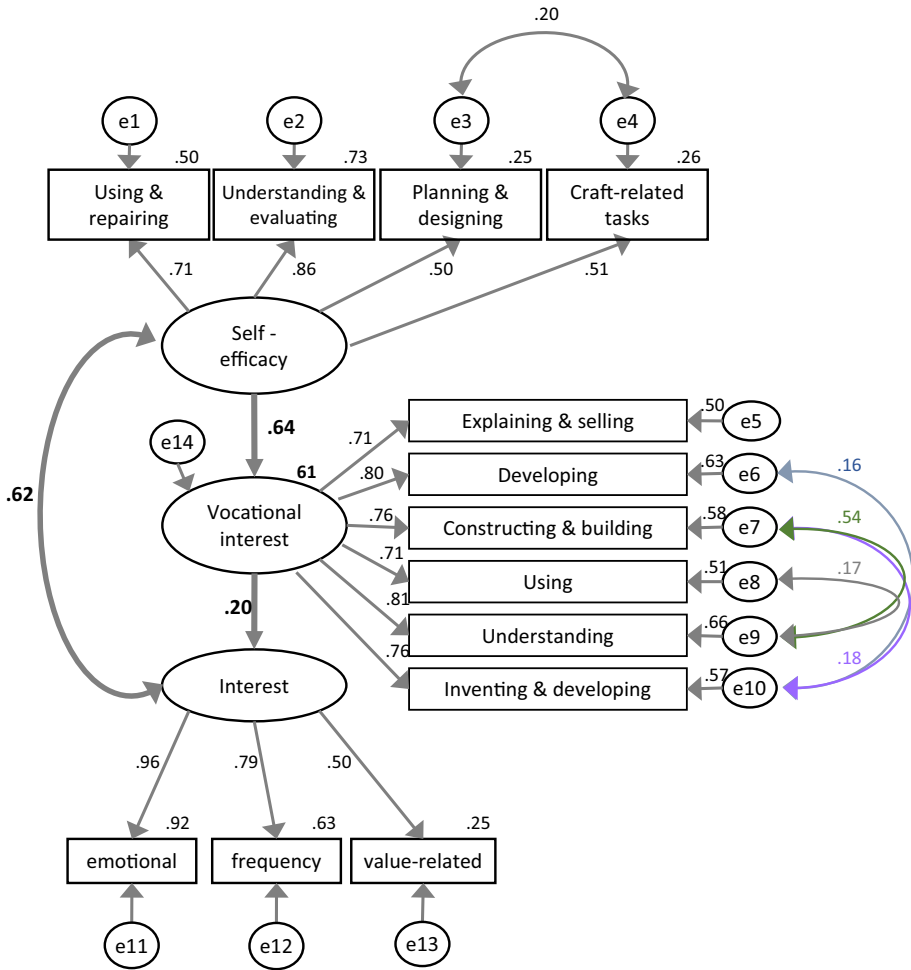 .20
e1
e2
e3
e4
.50
.73
.25
.26
Using &
repairing
Understanding &
evaluating
Planning &
designing
Craft-related
tasks
.71
.86
.50
.51
Self -
efficacy
.62
.64
e14
61
Vocational
interest
.71
.80
.76
.71
.81
.76
Explaining & selling
.50
e5
Developing
.63
e6
.16
Constructing & building
.58
e7
.54
Using
.51
e8
.17
Understanding
.66
e9
.18
Inventing & developing
.57
e10
.20
Interest
.96
.79
.50
.92
.63
.25
emotional
frequency
value-related
e11
e12
e13